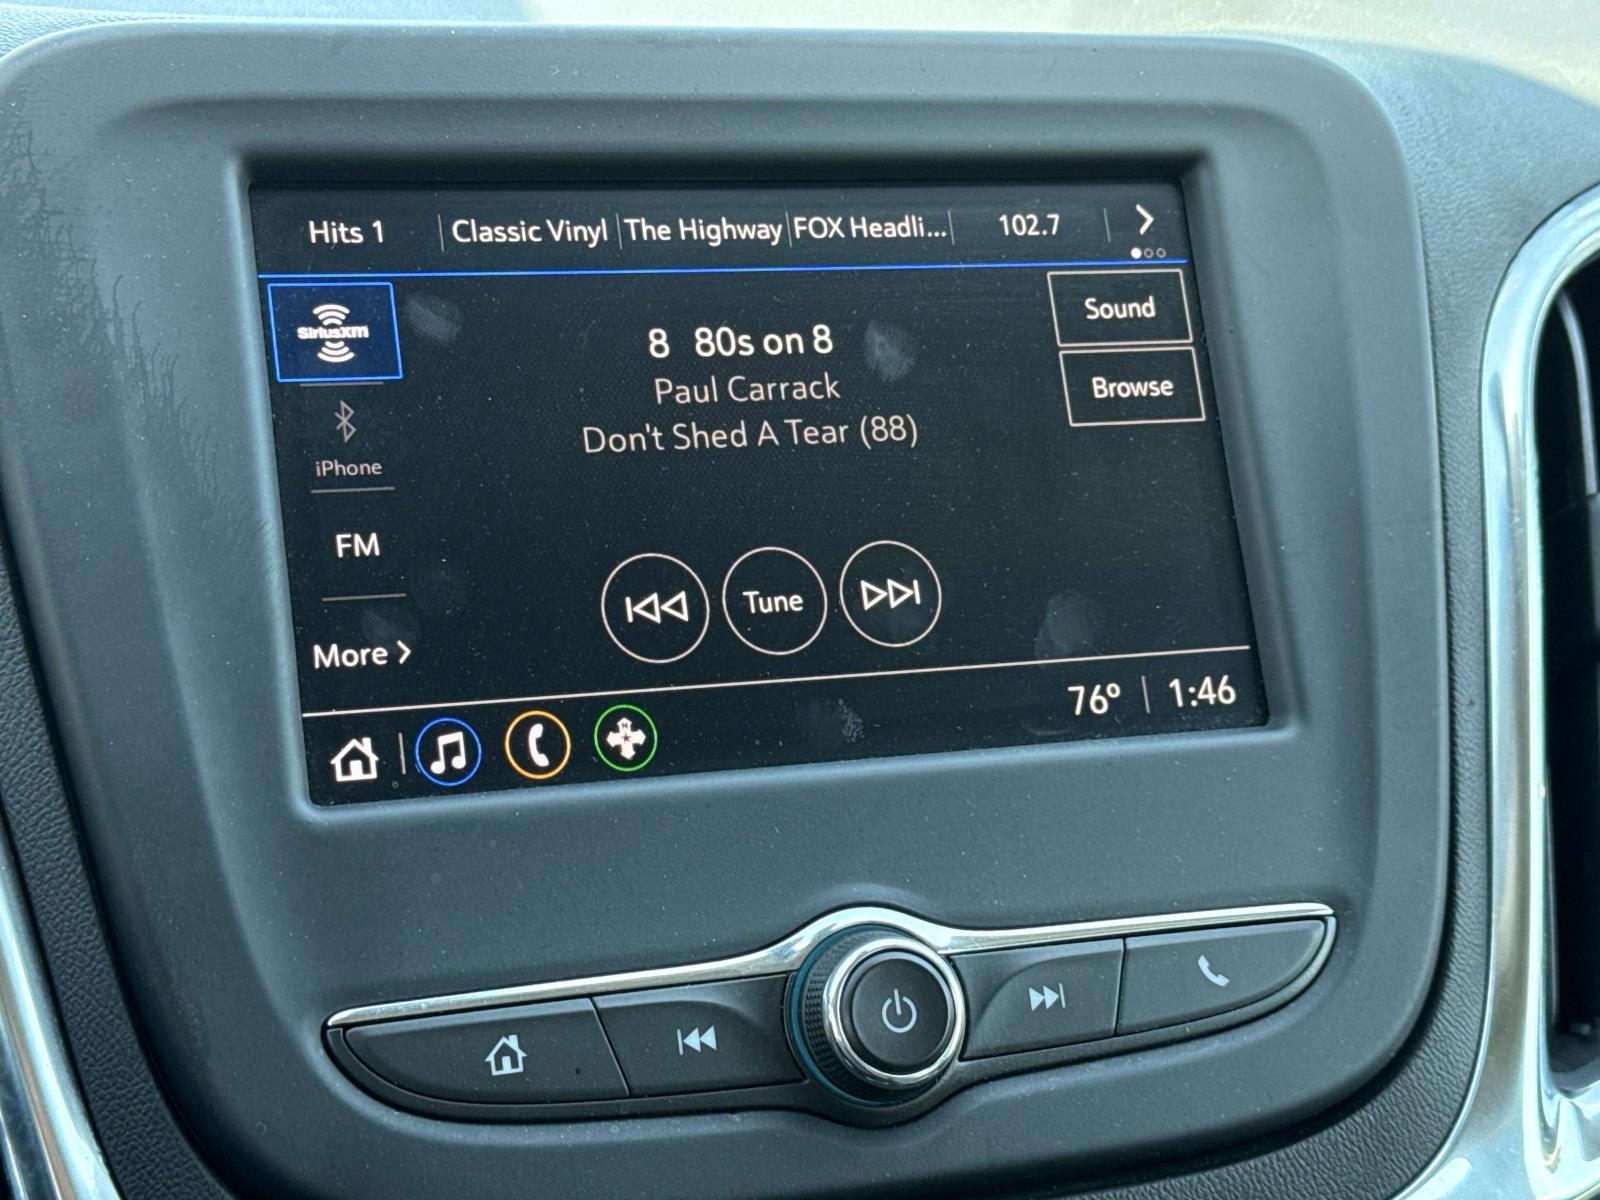 Hits 1 Classic Vinyl The Highway FOX Headli... 102.7
SiriusXM
8 80s on 8
Paul Carrack
Don't Shed A Tear (88)
Sound
Browse
iPhone
FM
More
Tune
76° 1:46
N